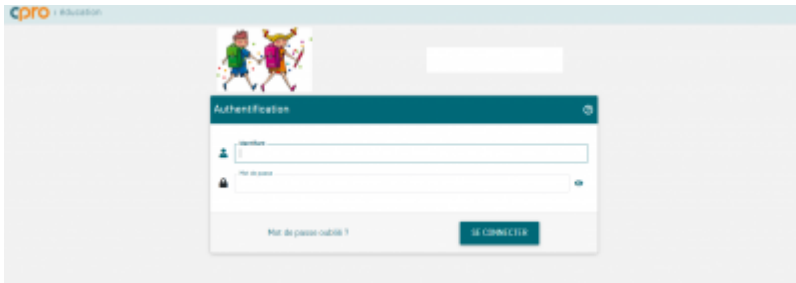 cpro éducation
Authentification
Identifiant
Mot de passe
Mot de passe oublié ?
SE CONNECTER